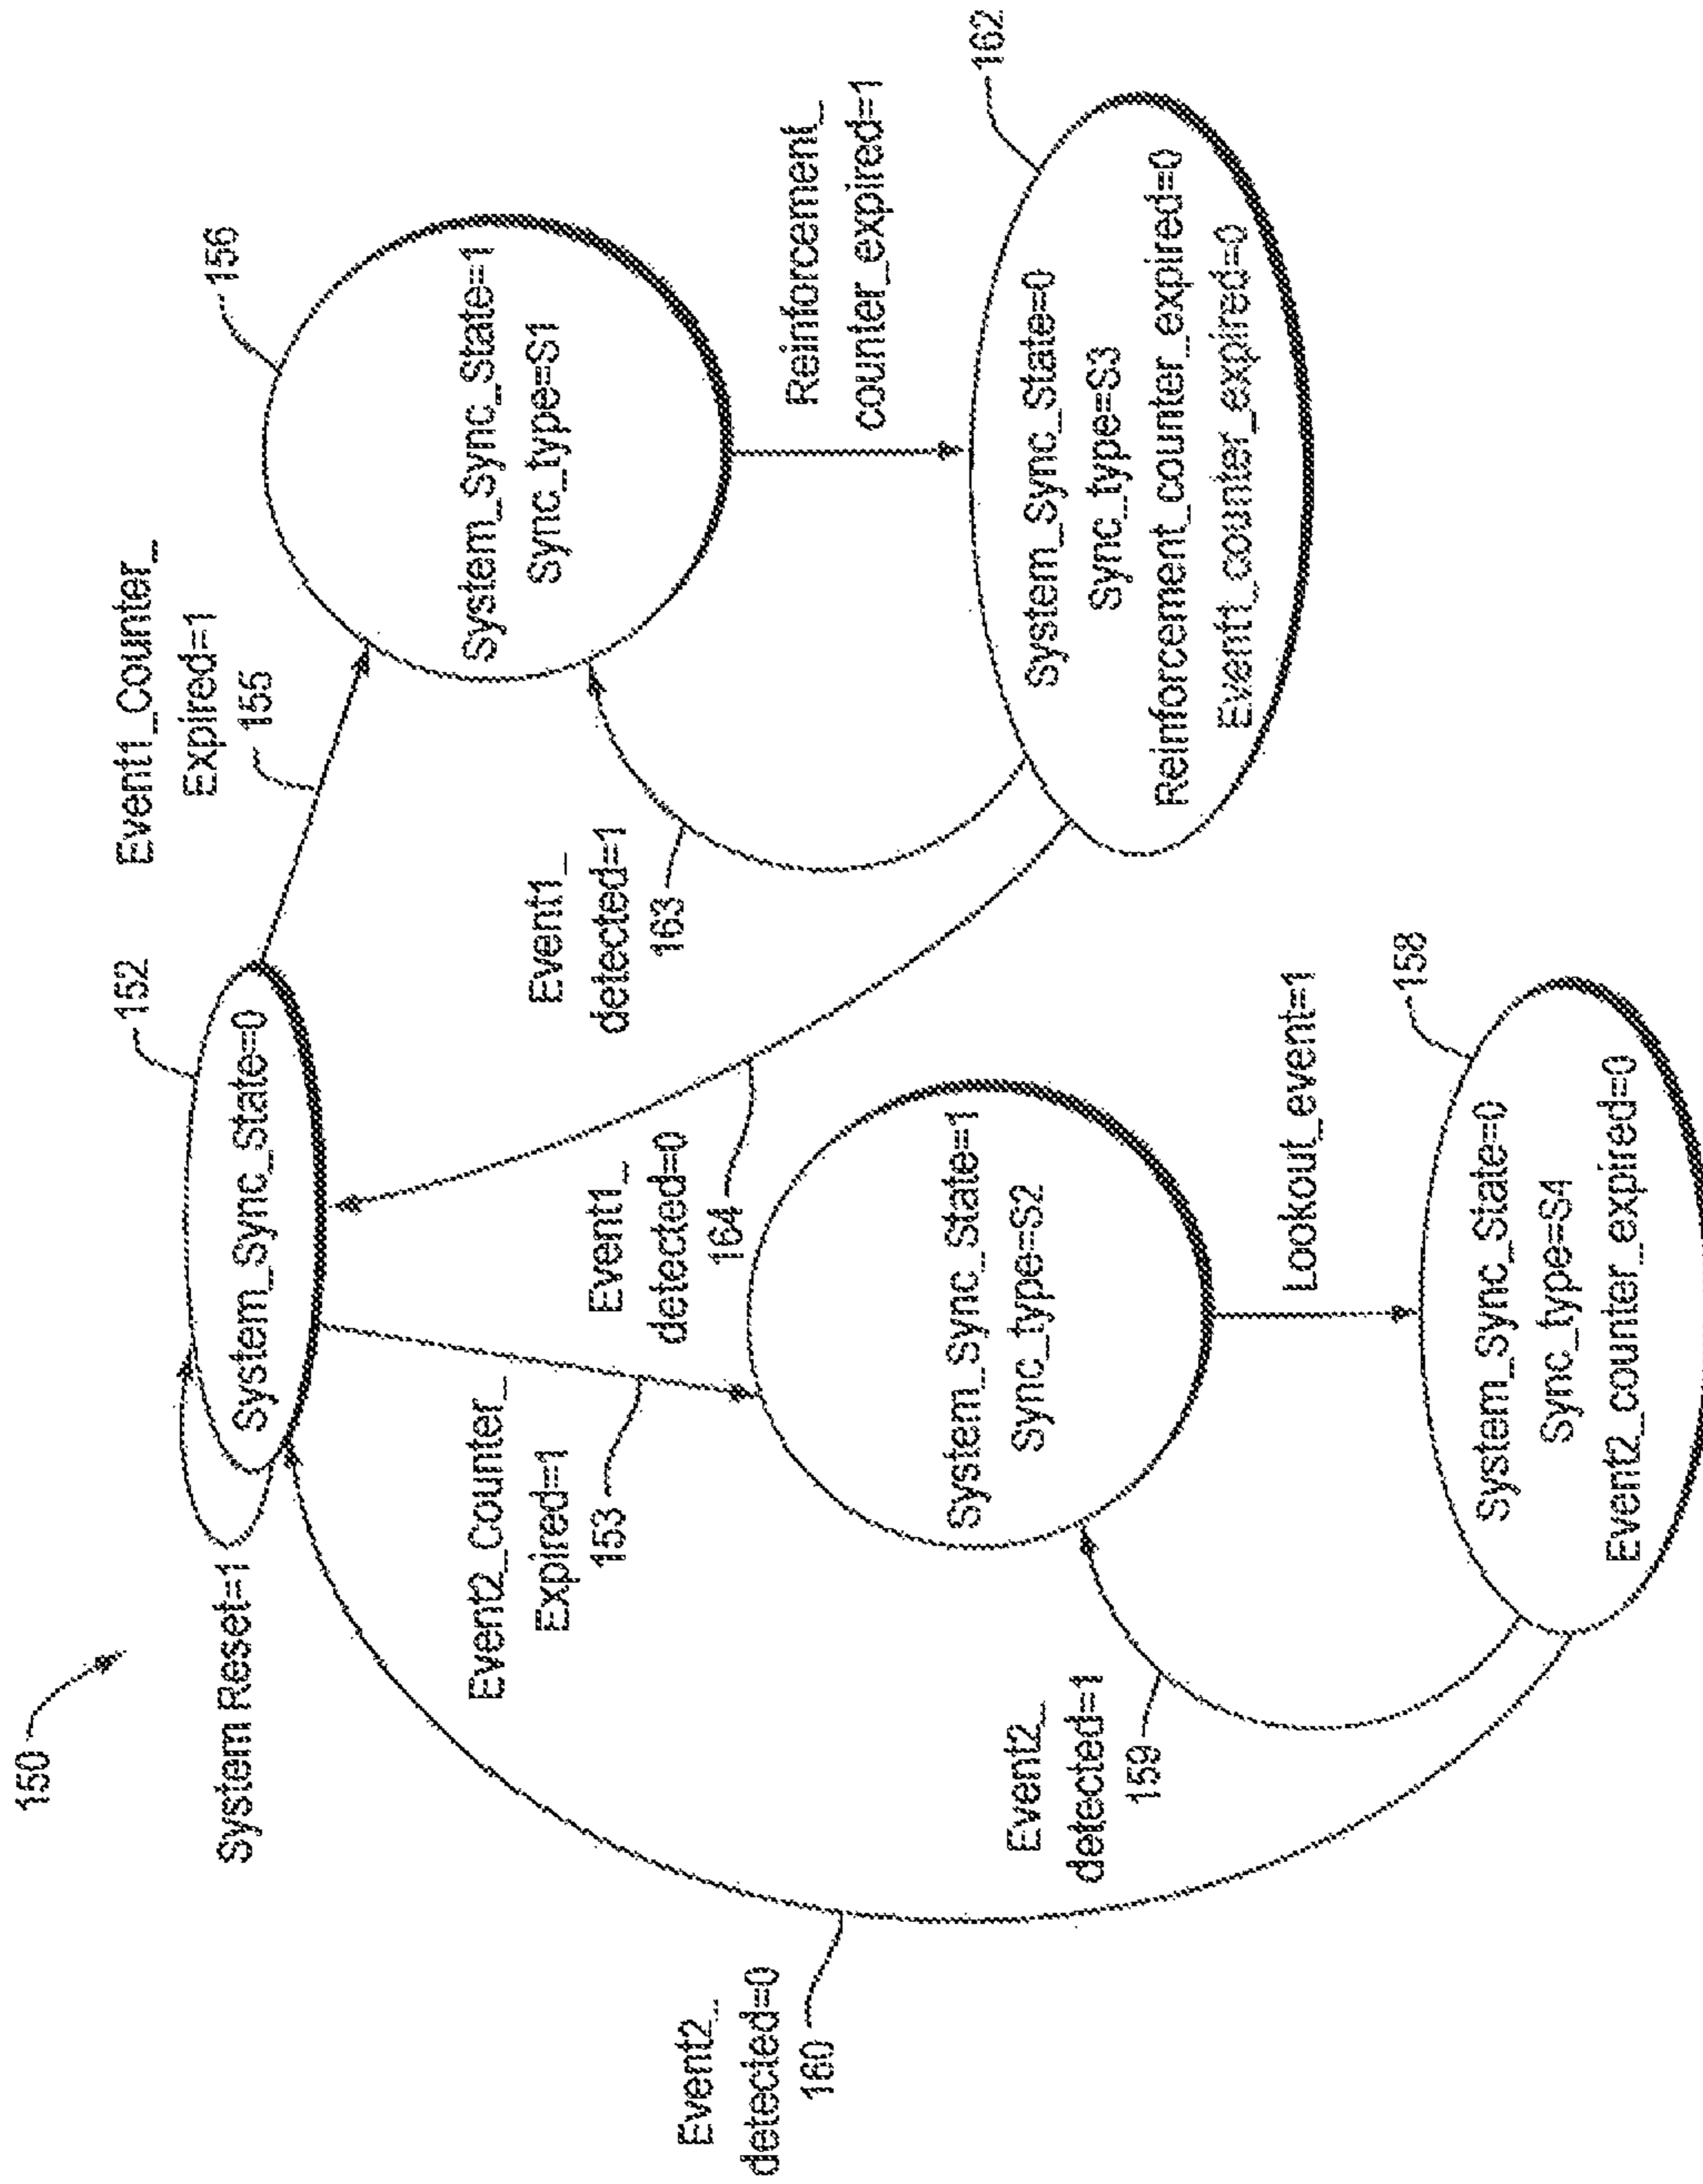 150
System Reset=1
152
System_Sync_State=0
Event1_Counter_
Expired=1
155
156
System_Sync_State=1
Sync_type=S1
Event2_Counter_
Expired=1
153
Event1_
detected=0
164
Event1_
detected=1
163
Reinforcement_
counter_expired=1
162
System_Sync_State=0
Sync_type=S3
Reinforcement_counter_expired=0
Event1_counter_expired=0
Event2_
detected=0
160
System_Sync_State=1
Sync_type=S2
Event2_
detected=1
159
Lookout_event=1
158
System_Sync_State=0
Sync_type=S4
Event2_counter_expired=0